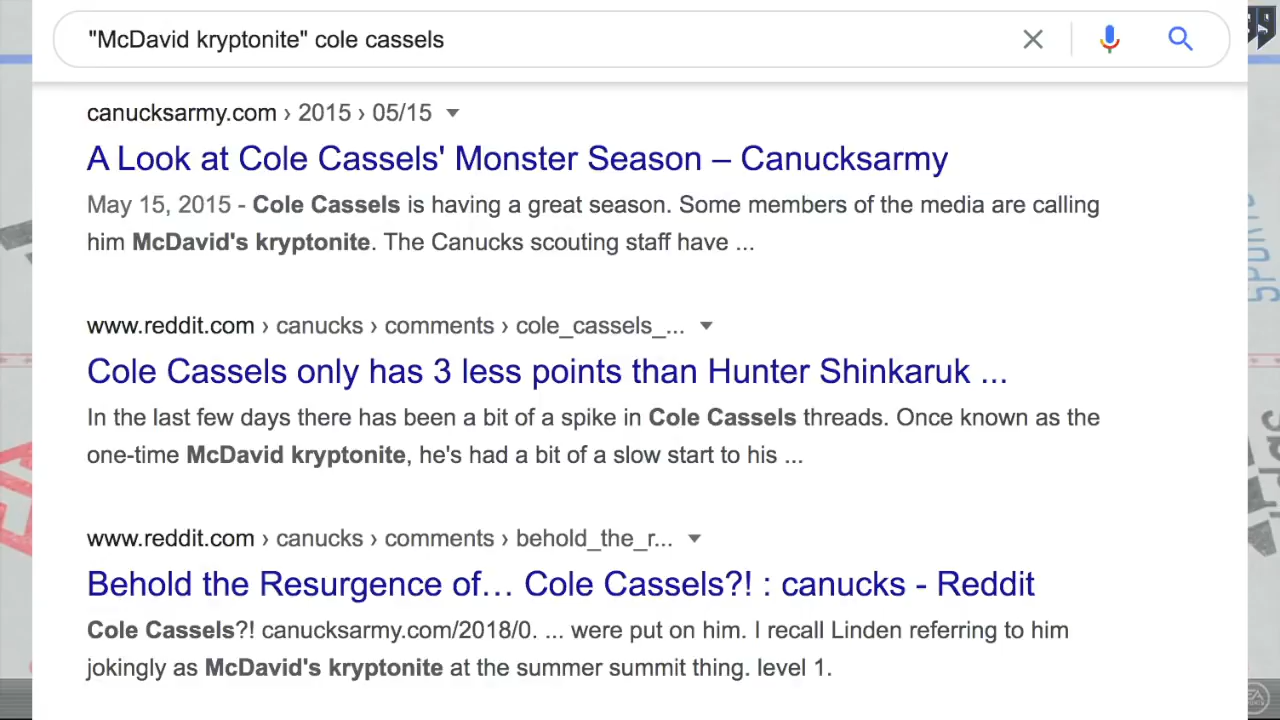 "McDavid kryptonite" cole cassels
canucksarmy.com › 2015 › 05/15
A Look at Cole Cassels' Monster Season – Canucksarmy
May 15, 2015 - Cole Cassels is having a great season. Some members of the media are calling
him McDavid's kryptonite. The Canucks scouting staff have ...
www.reddit.com › canucks › comments › cole_cassels_...
Cole Cassels only has 3 less points than Hunter Shinkaruk ...
In the last few days there has been a bit of a spike in Cole Cassels threads. Once known as the
one-time McDavid kryptonite, he's had a bit of a slow start to his ...
www.reddit.com › canucks › comments › behold_the_r...
Behold the Resurgence of… Cole Cassels?! : canucks - Reddit
Cole Cassels?! canucksarmy.com/2018/0. ... were put on him. I recall Linden referring to him
jokingly as McDavid's kryptonite at the summer summit thing. level 1.